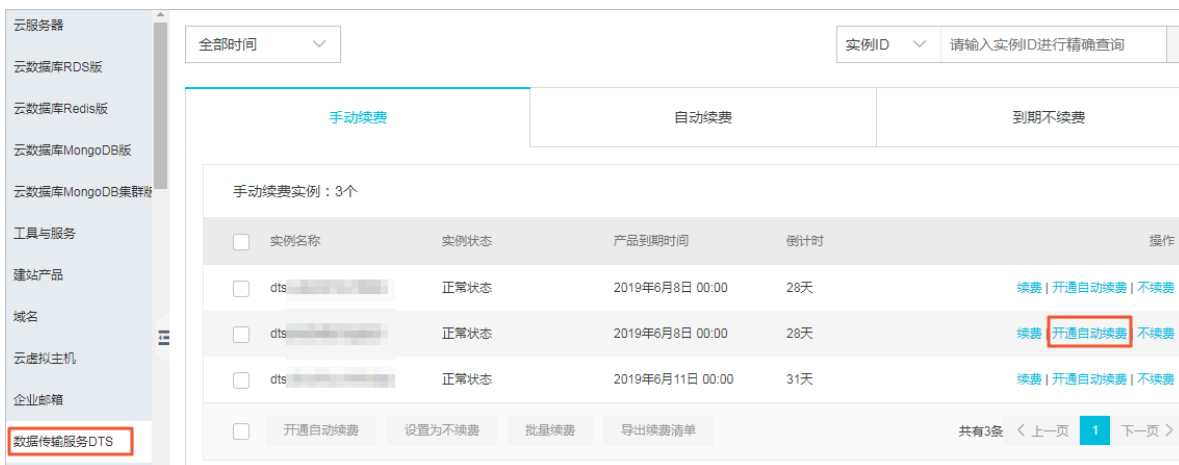 云服务器
云数据库RDS版
云数据库Redis版
云数据库MongoDB版
云数据库MongoDB集群版
工具与服务
建站产品
域名
云虚拟主机
企业邮箱
数据传输服务DTS
全部时间
实例ID 请输入实例ID进行精确查询
手动续费 自动续费 到期不续费
手动续费实例：3个
实例名称 实例状态 产品到期时间 倒计时 操作
dts 正常状态 2019年6月8日 00:00 28天 续费 | 开通自动续费 | 不续费
dts 正常状态 2019年6月8日 00:00 28天 续费 | 开通自动续费 | 不续费
dts 正常状态 2019年6月11日 00:00 31天 续费 | 开通自动续费 | 不续费
开通自动续费 设置为不续费 批量续费 导出续费清单 共有3条 < 上一页 1 下一页 >